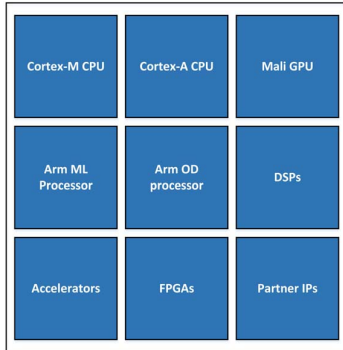 Cortex-M CPU
Cortex-A CPU
Mali GPU
Arm ML
Processor
Arm OD
processor
DSPs
Accelerators
FPGAs
Partner IPs